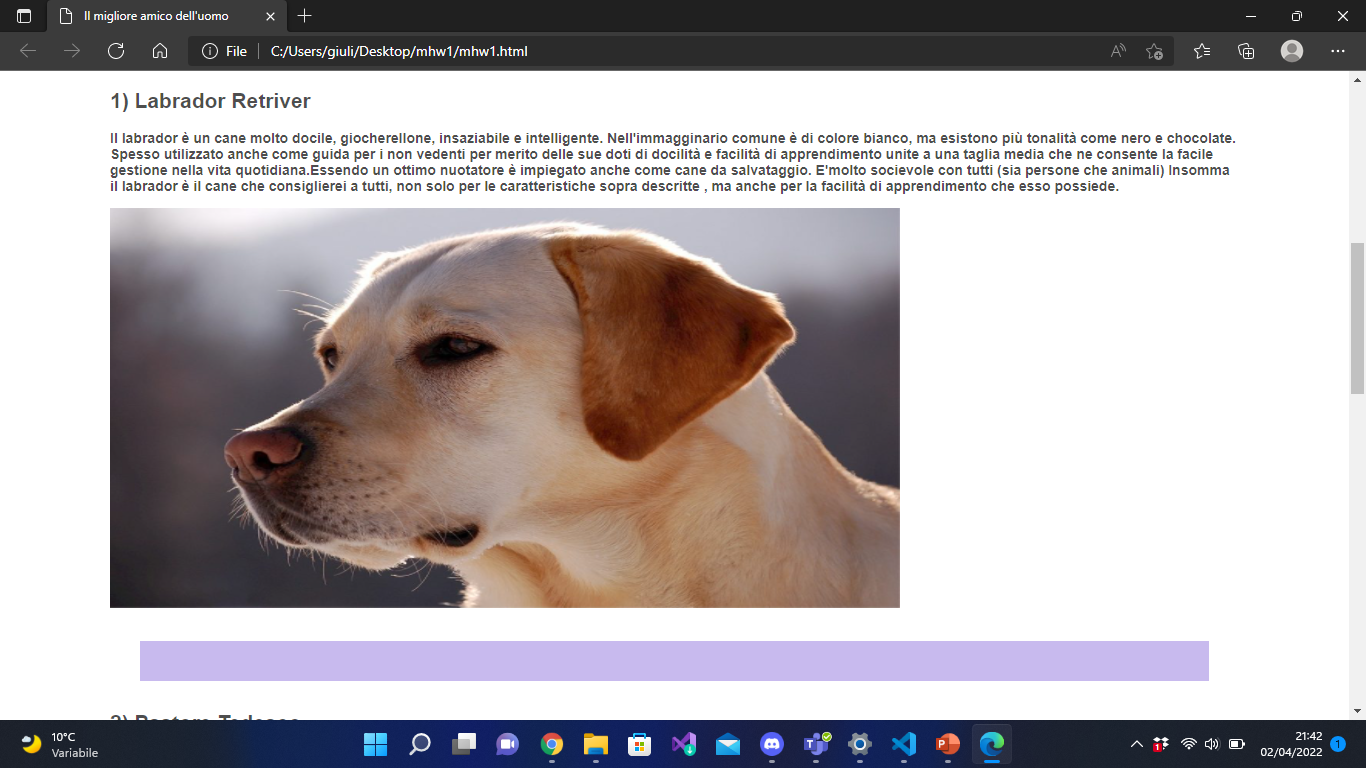 Il migliore amico dell'uomo
File
C:/Users/giuli/Desktop/mhw1/mhw1.html
1) Labrador Retriver
Il labrador è un cane molto docile, giocherellone, insaziabile e intelligente. Nell'immagginario comune è di colore bianco, ma esistono più tonalità come nero e chocolate.
Spesso utilizzato anche come guida per i non vedenti per merito delle sue doti di docilità e facilità di apprendimento unite a una taglia media che ne consente la facile
gestione nella vita quotidiana.Essendo un ottimo nuotatore è impiegato anche come cane da salvataggio. E'molto socievole con tutti (sia persone che animali) Insomma
il labrador è il cane che consiglierei a tutti, non solo per le caratteristiche sopra descritte , ma anche per la facilità di apprendimento che esso possiede.
2) Pastore Tedesco
10°C
Variabile
1
21:42
02/04/2022
1